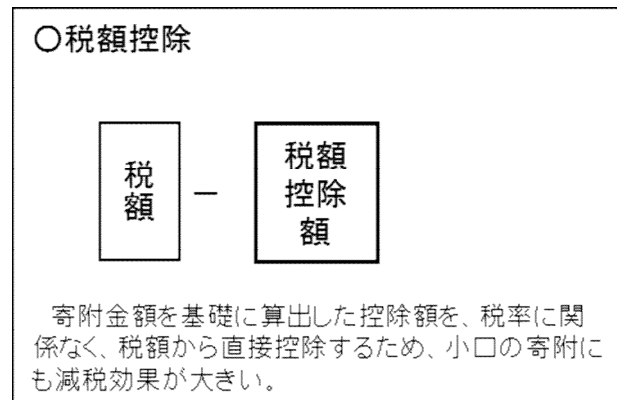 ○税額控除
税額
－
税額
控除
額
寄附金額を基礎に算出した控除額を、税率に関
係なく、税額から直接控除するため、小口の寄附に
も減税効果が大きい。